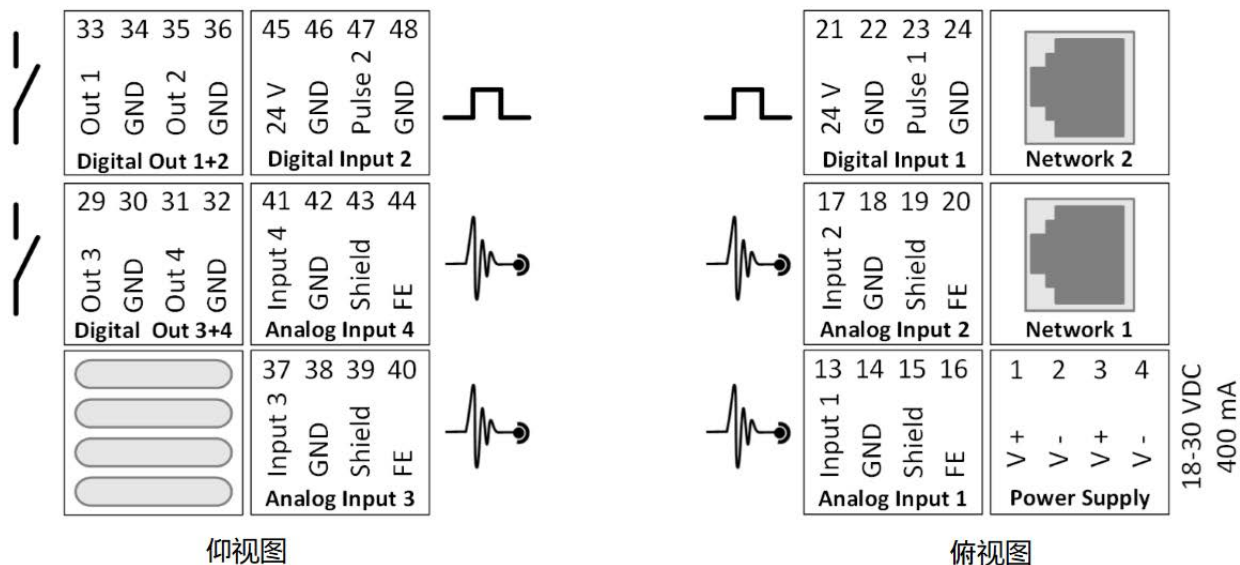 33 34 35 36
Out 1
GND
Out 2
GND
Digital Out 1+2
45 46 47 48
24 V
GND
Pulse 2
GND
Digital Input 2
29 30 31 32
Out 3
GND
Out 4
GND
Digital Out 3+4
41 42 43 44
Input 4
GND
Shield
FE
Analog Input 4
37 38 39 40
Input 3
GND
Shield
FE
Analog Input 3
仰视图
21 22 23 24
24 V
GND
Pulse 1
GND
Digital Input 1
Network 2
17 18 19 20
Input 2
GND
Shield
FE
Analog Input 2
Network 1
13 14 15 16
Input 1
GND
Shield
FE
Analog Input 1
1 2 3 4
V +
V -
V +
V -
Power Supply
18-30 VDC
400 mA
俯视图